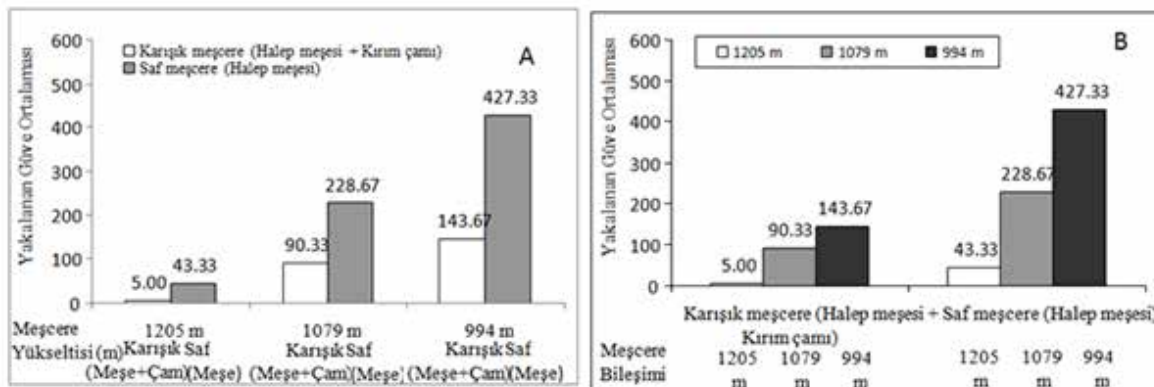 600
500
400
300
200
100
0
Yakalanan Güve Ortalaması
Karışık meşcere (Halep meşesi + Kırım çamı)
Saf meşcere (Halep meşesi)
A
5.00
43.33
90.33
228.67
143.67
427.33
Meşcere
Yükseltisi (m)
1205 m
Karışık Saf
(Meşe+Çam)(Meşe)
1079 m
Karışık Saf
(Meşe+Çam)(Meşe)
994 m
Karışık Saf
(Meşe+Çam)(Meşe)
600
500
400
300
200
100
0
Yakalanan Güve Ortalaması
1205 m 1079 m 994 m
B
5.00
90.33
143.67
43.33
228.67
427.33
Karışık meşcere (Halep meşesi + Saf meşcere (Halep meşesi)
Kırım çamı)
Meşcere
Bileşimi
1205 1079 994 1205 1079 994
m m m m m m